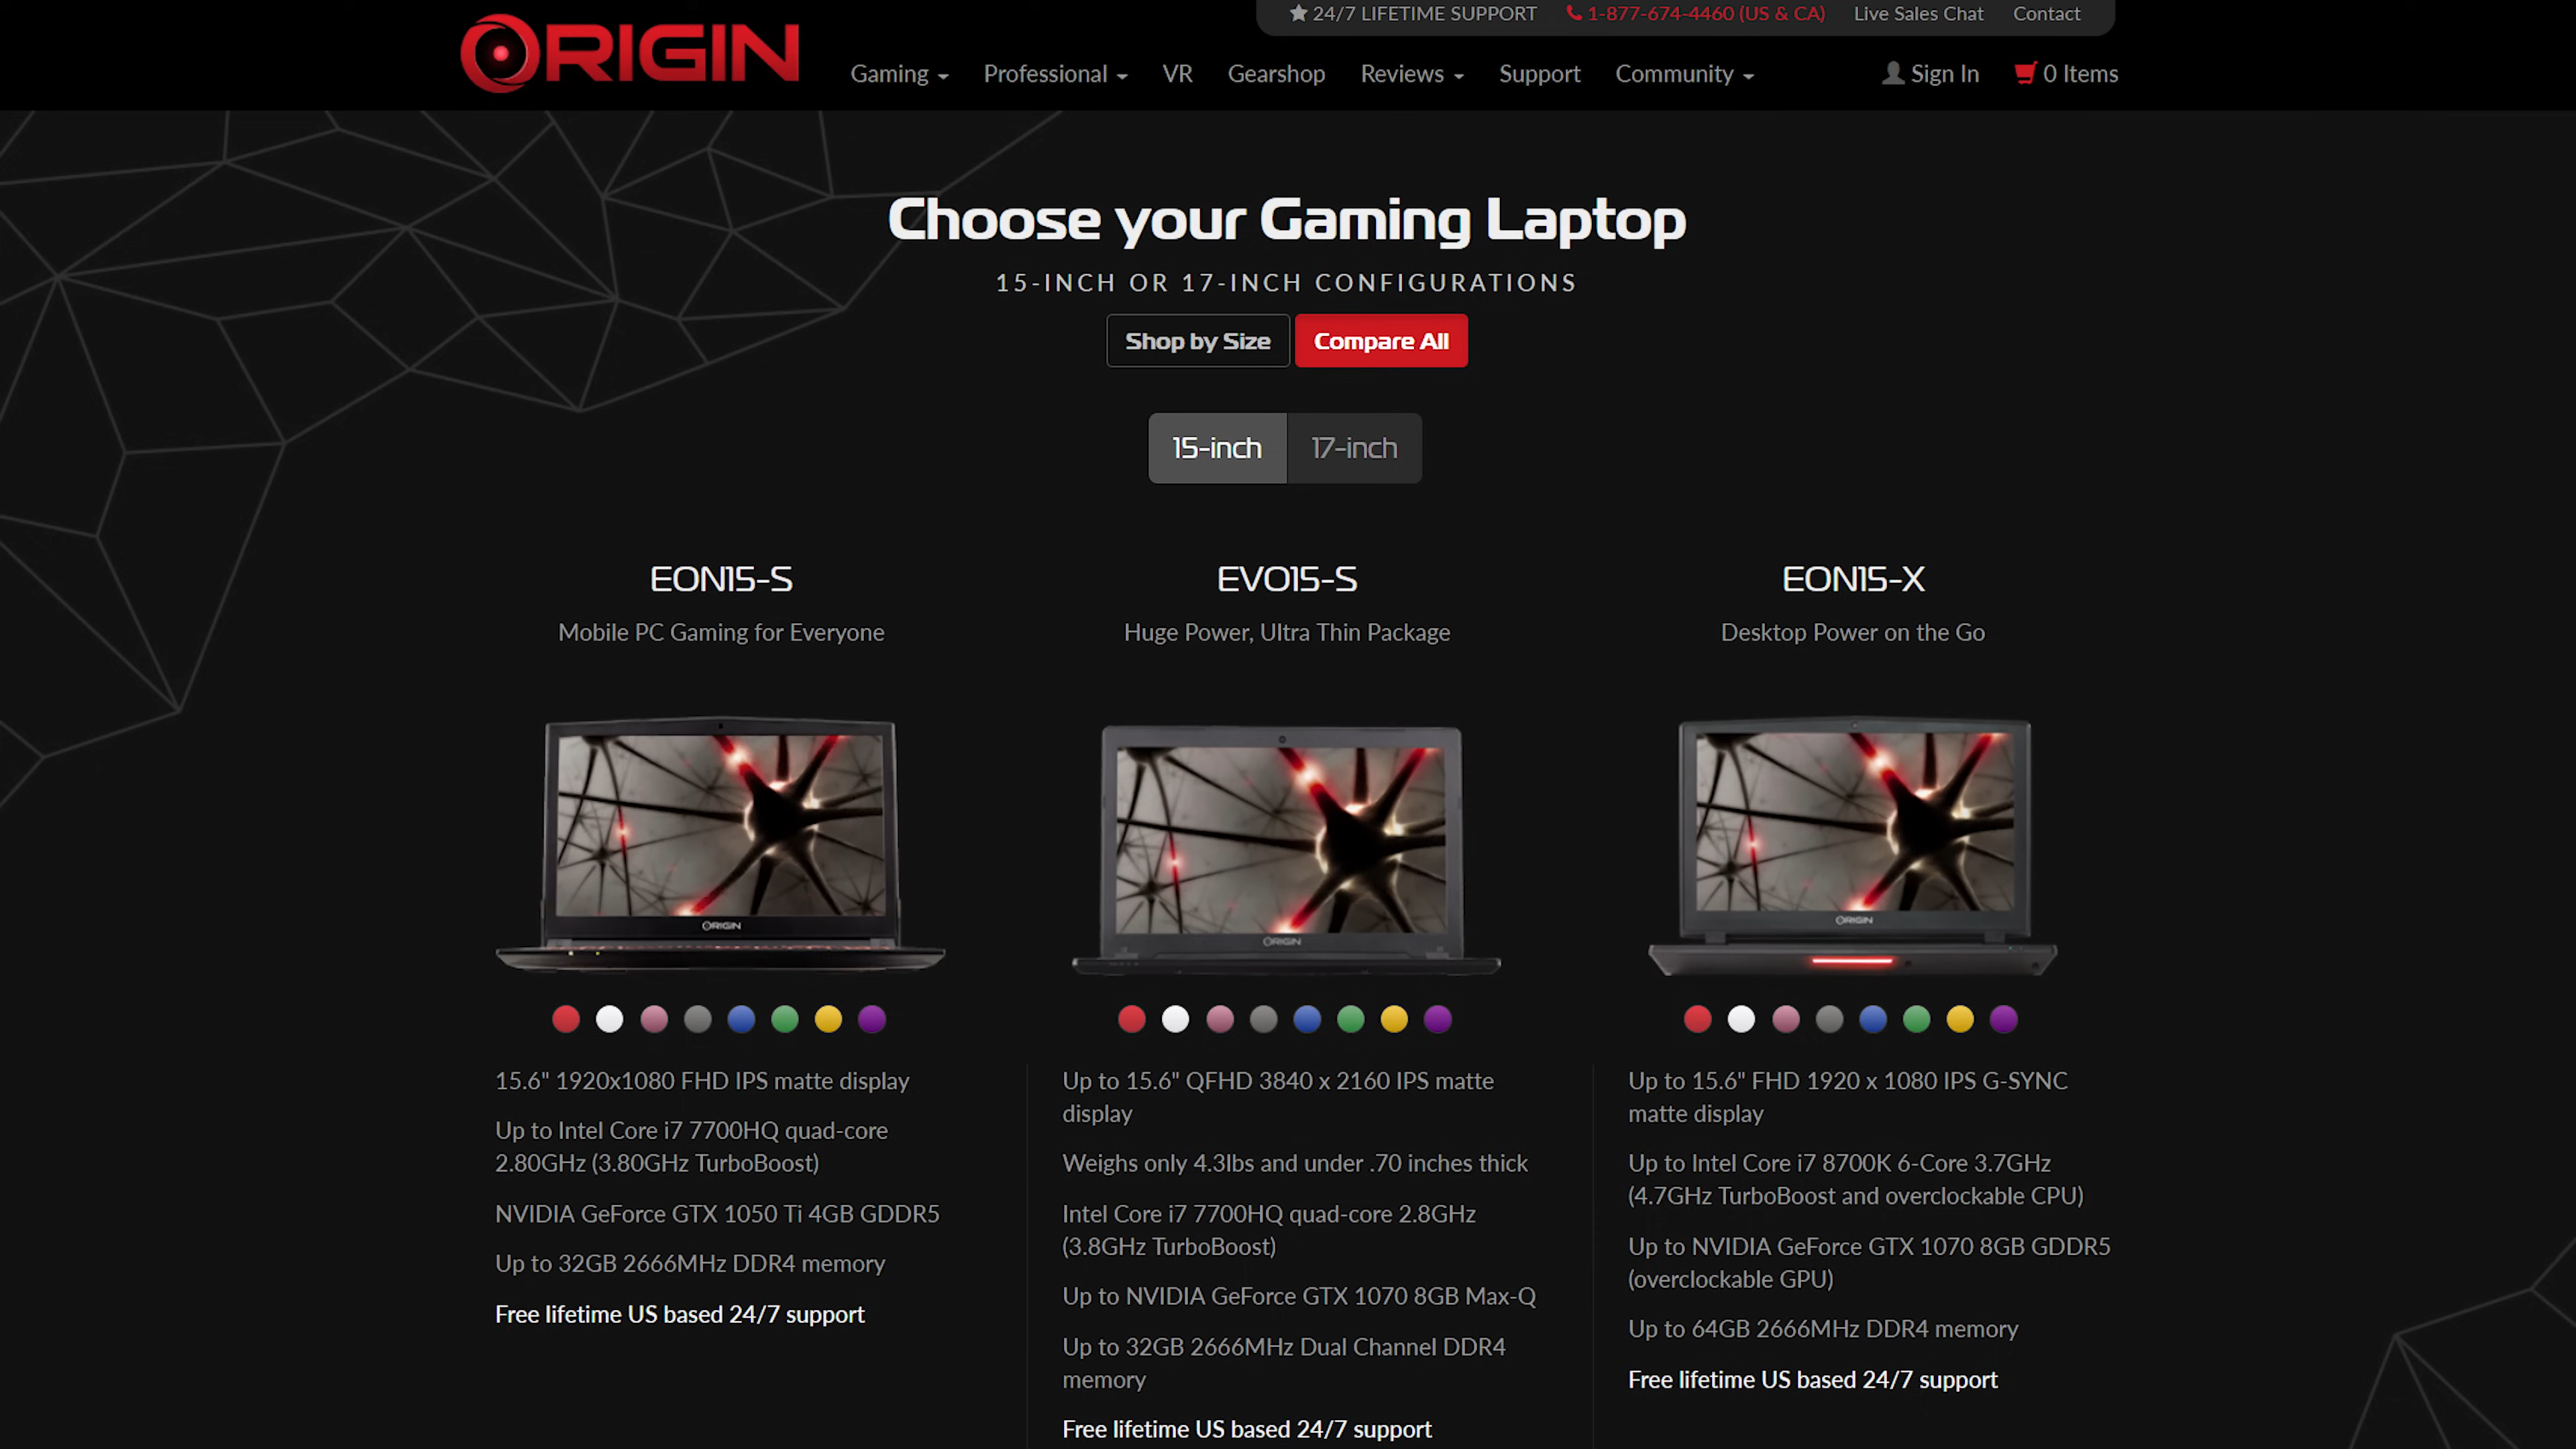 24/7 LIFETIME SUPPORT 1-877-674-4460 (US & CA) Live Sales Chat Contact
ORIGIN
Gaming Professional VR Gearshop Reviews Support Community Sign In 0 Items
Choose your Gaming Laptop
15-INCH OR 17-INCH CONFIGURATIONS
Shop by Size Compare All
15-inch 17-inch
EON15-S
Mobile PC Gaming for Everyone
ORIGIN
15.6" 1920x1080 FHD IPS matte display
Up to Intel Core i7 7700HQ quad-core
2.80GHz (3.80GHz TurboBoost)
NVIDIA GeForce GTX 1050 Ti 4GB GDDR5
Up to 32GB 2666MHz DDR4 memory
Free lifetime US based 24/7 support
EVO15-S
Huge Power, Ultra Thin Package
ORIGIN
Up to 15.6" QFHD 3840 x 2160 IPS matte
display
Weighs only 4.3lbs and under .70 inches thick
Intel Core i7 7700HQ quad-core 2.8GHz
(3.8GHz TurboBoost)
Up to NVIDIA GeForce GTX 1070 8GB Max-Q
Up to 32GB 2666MHz Dual Channel DDR4
memory
Free lifetime US based 24/7 support
EON15-X
Desktop Power on the Go
ORIGIN
Up to 15.6" FHD 1920 x 1080 IPS G-SYNC
matte display
Up to Intel Core i7 8700K 6-Core 3.7GHz
(4.7GHz TurboBoost and overclockable CPU)
Up to NVIDIA GeForce GTX 1070 8GB GDDR5
(overclockable GPU)
Up to 64GB 2666MHz DDR4 memory
Free lifetime US based 24/7 support